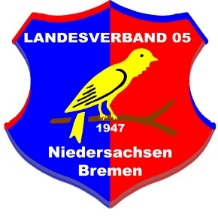 LANDESVERBAND 05
1947
Niedersachsen
Bremen